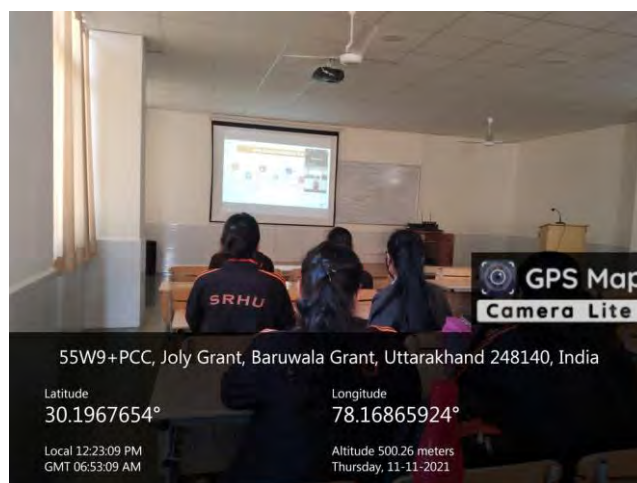 SRHU
GPS Map
Camera Lite
55W9+PCC, Joly Grant, Baruwala Grant, Uttarakhand 248140, India
Latitude
30.1967654°
Longitude
78.16865924°
Local 12:23:09 PM
GMT 06:53:09 AM
Altitude 500.26 meters
Thursday, 11-11-2021